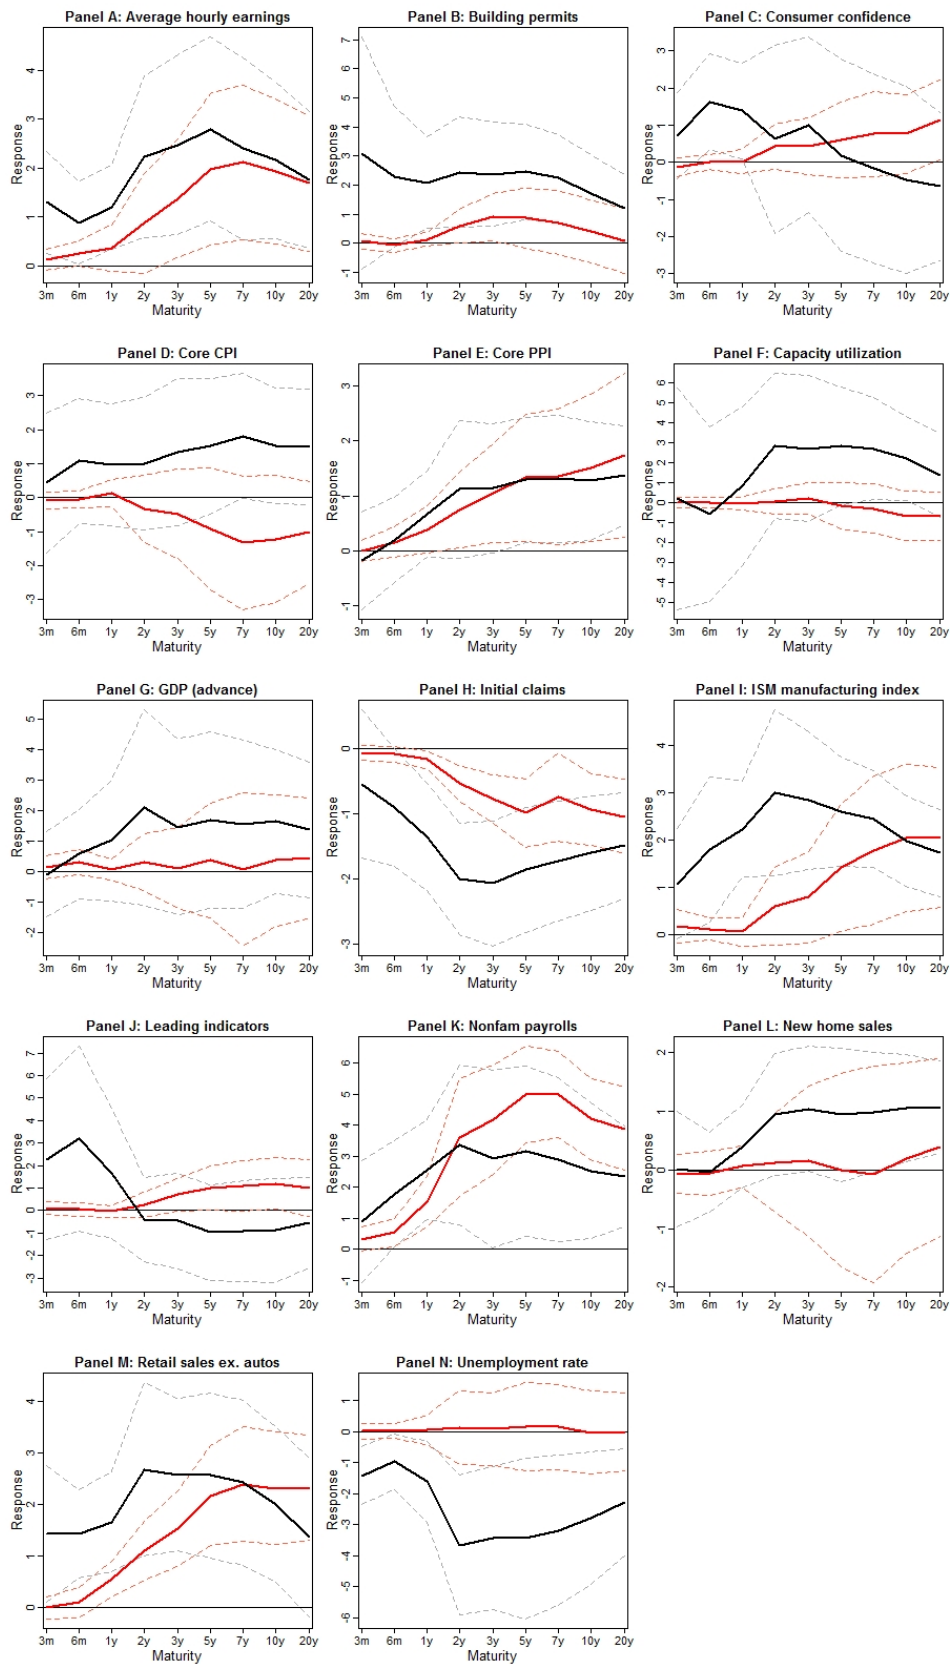 Panel A: Average hourly earnings
Response
4
2
1
0
3m 6m 1y 2y 3y 5y 7y 10y 20y
Maturity
Panel B: Building permits
Response
7
6
5
4
3
2
1
0
-1
3m 6m 1y 2y 3y 5y 7y 10y 20y
Maturity
Panel C: Consumer confidence
Response
3
2
1
0
-1
-2
-3
3m 6m 1y 2y 3y 5y 7y 10y 20y
Maturity
Panel D: Core CPI
Response
3
2
1
0
-1
-2
-3
3m 6m 1y 2y 3y 5y 7y 10y 20y
Maturity
Panel E: Core PPI
Response
3
2
1
0
-1
3m 6m 1y 2y 3y 5y 7y 10y 20y
Maturity
Panel F: Capacity utilization
Response
6
5
4
3
2
1
0
-1
-2
-3
-4
-5
3m 6m 1y 2y 3y 5y 7y 10y 20y
Maturity
Panel G: GDP (advance)
Response
5
4
3
2
1
0
-1
-2
3m 6m 1y 2y 3y 5y 7y 10y 20y
Maturity
Panel H: Initial claims
Response
0
-1
-2
-3
3m 6m 1y 2y 3y 5y 7y 10y 20y
Maturity
Panel I: ISM manufacturing index
Response
4
3
2
1
0
3m 6m 1y 2y 3y 5y 7y 10y 20y
Maturity
Panel J: Leading indicators
Response
7
6
5
4
3
2
1
0
-1
-2
-3
3m 6m 1y 2y 3y 5y 7y 10y 20y
Maturity
Panel K: Nonfam payrolls
Response
6
5
4
3
2
1
0
-1
3m 6m 1y 2y 3y 5y 7y 10y 20y
Maturity
Panel L: New home sales
Response
2
1
0
-1
-2
3m 6m 1y 2y 3y 5y 7y 10y 20y
Maturity
Panel M: Retail sales ex. autos
Response
4
3
2
1
0
3m 6m 1y 2y 3y 5y 7y 10y 20y
Maturity
Panel N: Unemployment rate
Response
1
0
-1
-2
-3
-4
-5
-6
3m 6m 1y 2y 3y 5y 7y 10y 20y
Maturity